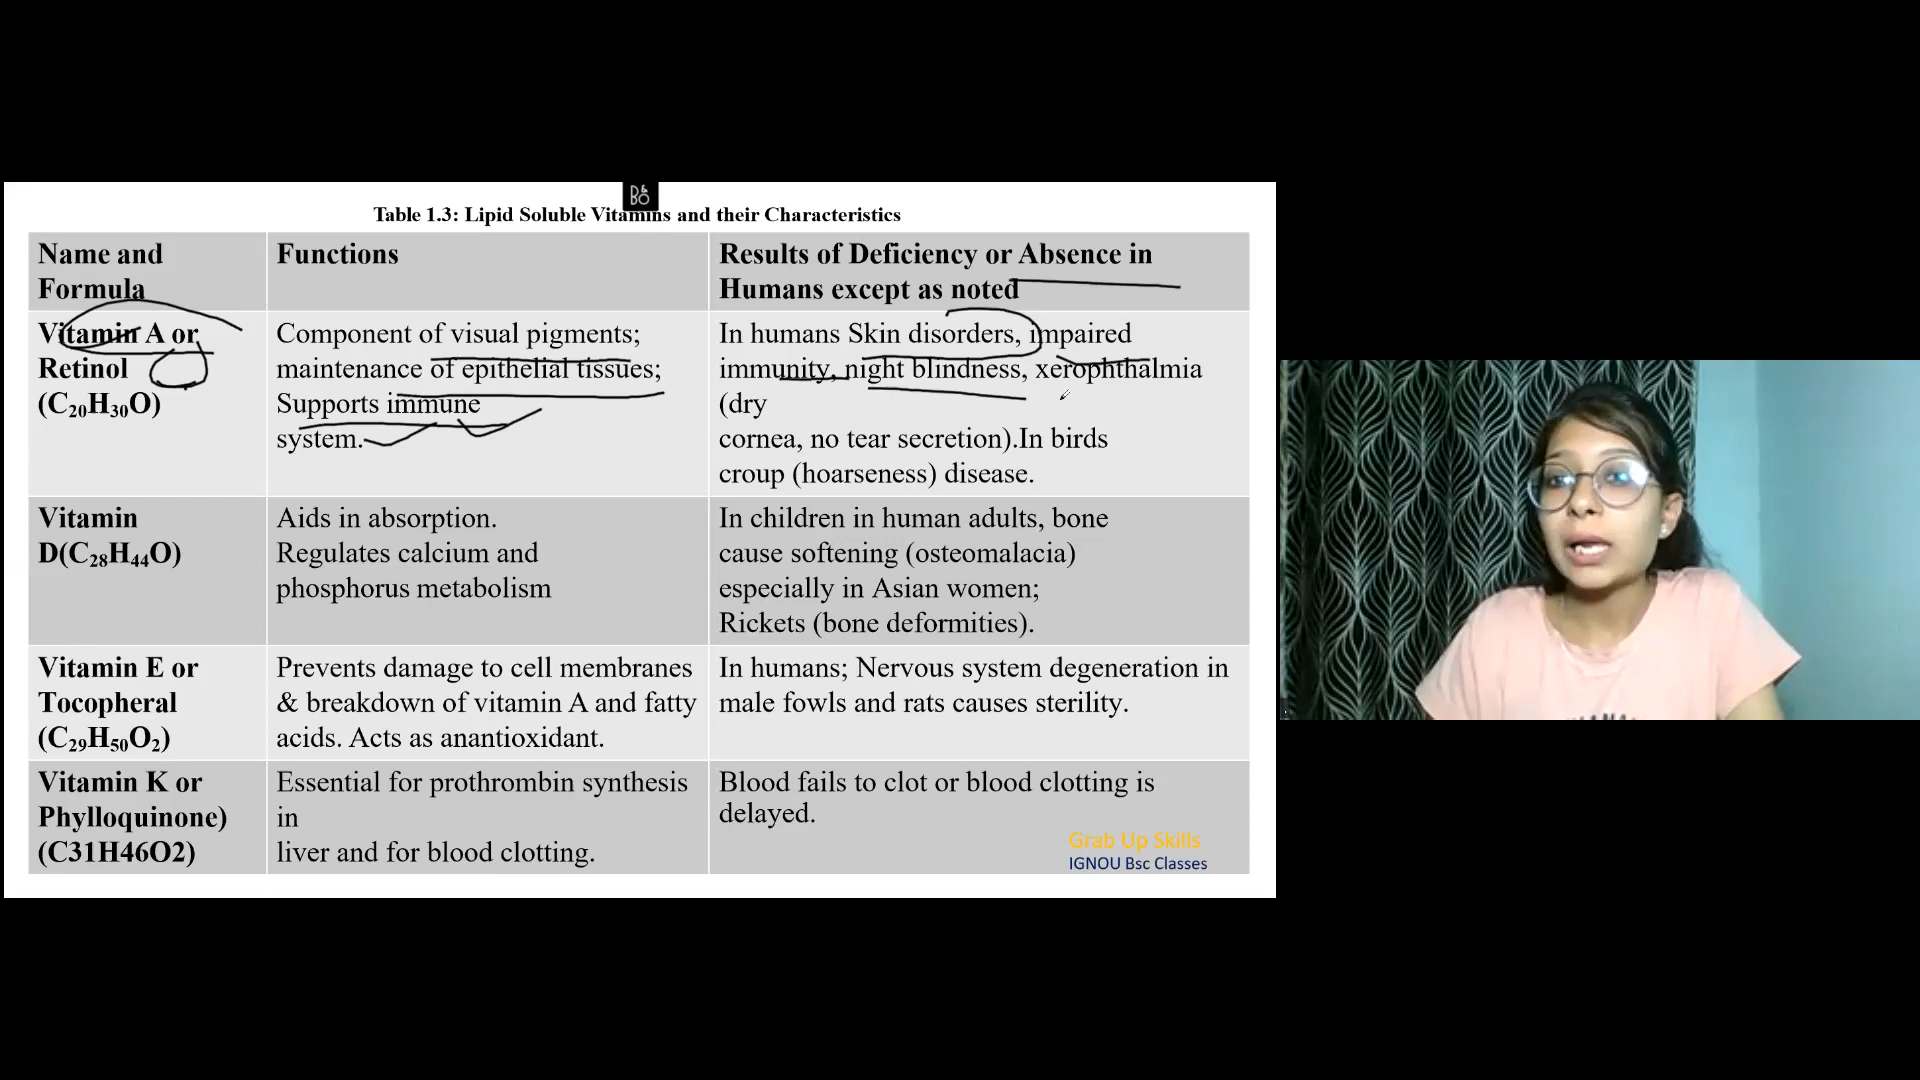 B&
BO
Table 1.3: Lipid Soluble Vitamins and their Characteristics
Name and
Formula
Functions
Results of Deficiency or Absence in
Humans except as noted
Vitamin A or
Retinol
(C₂₀H₃₀O)
Component of visual pigments;
maintenance of epithelial tissues;
Supports immune
system.
In humans Skin disorders, impaired
immunity, night blindness, xerophthalmia
(dry
cornea, no tear secretion).In birds
croup (hoarseness) disease.
Vitamin
D(C₂₈H₄₄O)
Aids in absorption.
Regulates calcium and
phosphorus metabolism
In children in human adults, bone
cause softening (osteomalacia)
especially in Asian women;
Rickets (bone deformities).
Vitamin E or
Tocopheral
(C₂₉H₅₀O₂)
Prevents damage to cell membranes
& breakdown of vitamin A and fatty
acids. Acts as anantioxidant.
In humans; Nervous system degeneration in
male fowls and rats causes sterility.
Vitamin K or
Phylloquinone)
(C31H46O2)
Essential for prothrombin synthesis
in
liver and for blood clotting.
Blood fails to clot or blood clotting is
delayed.
Grab Up Skills
IGNOU Bsc Classes